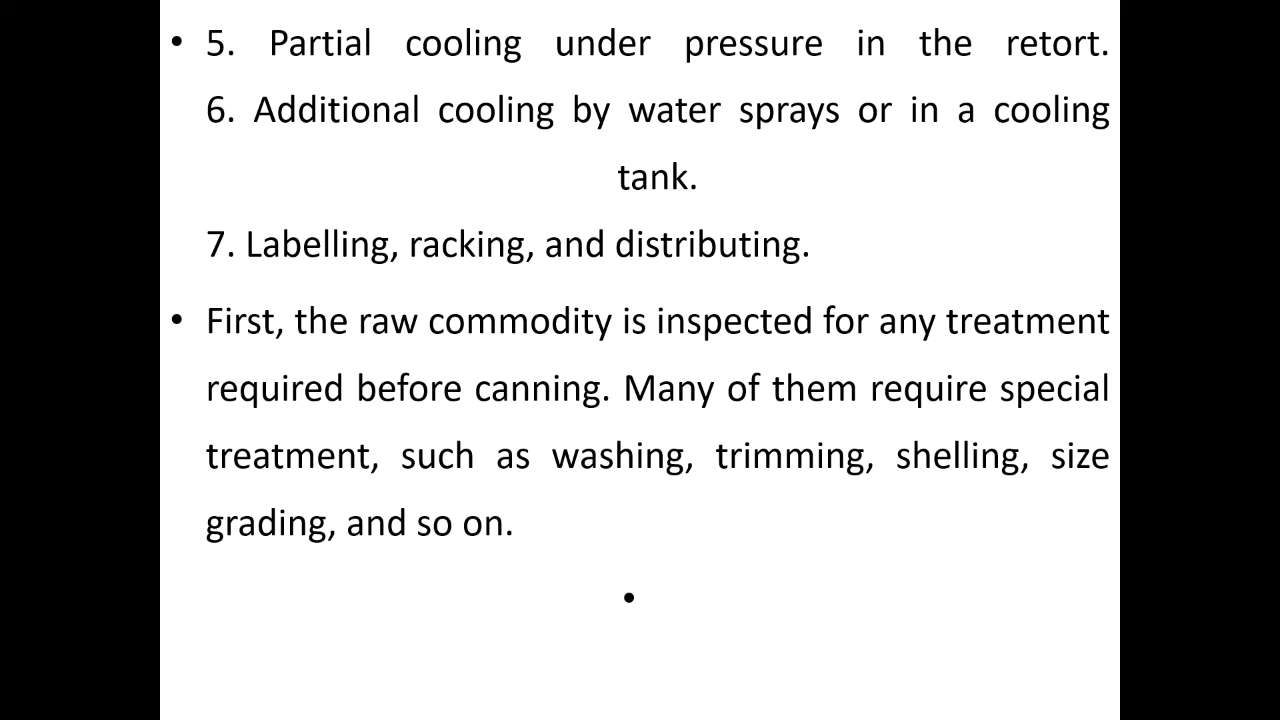 • 5. Partial cooling under pressure in the retort.
6. Additional cooling by water sprays or in a cooling
tank.
7. Labelling, racking, and distributing.
• First, the raw commodity is inspected for any treatment
required before canning. Many of them require special
treatment, such as washing, trimming, shelling, size
grading, and so on.
•